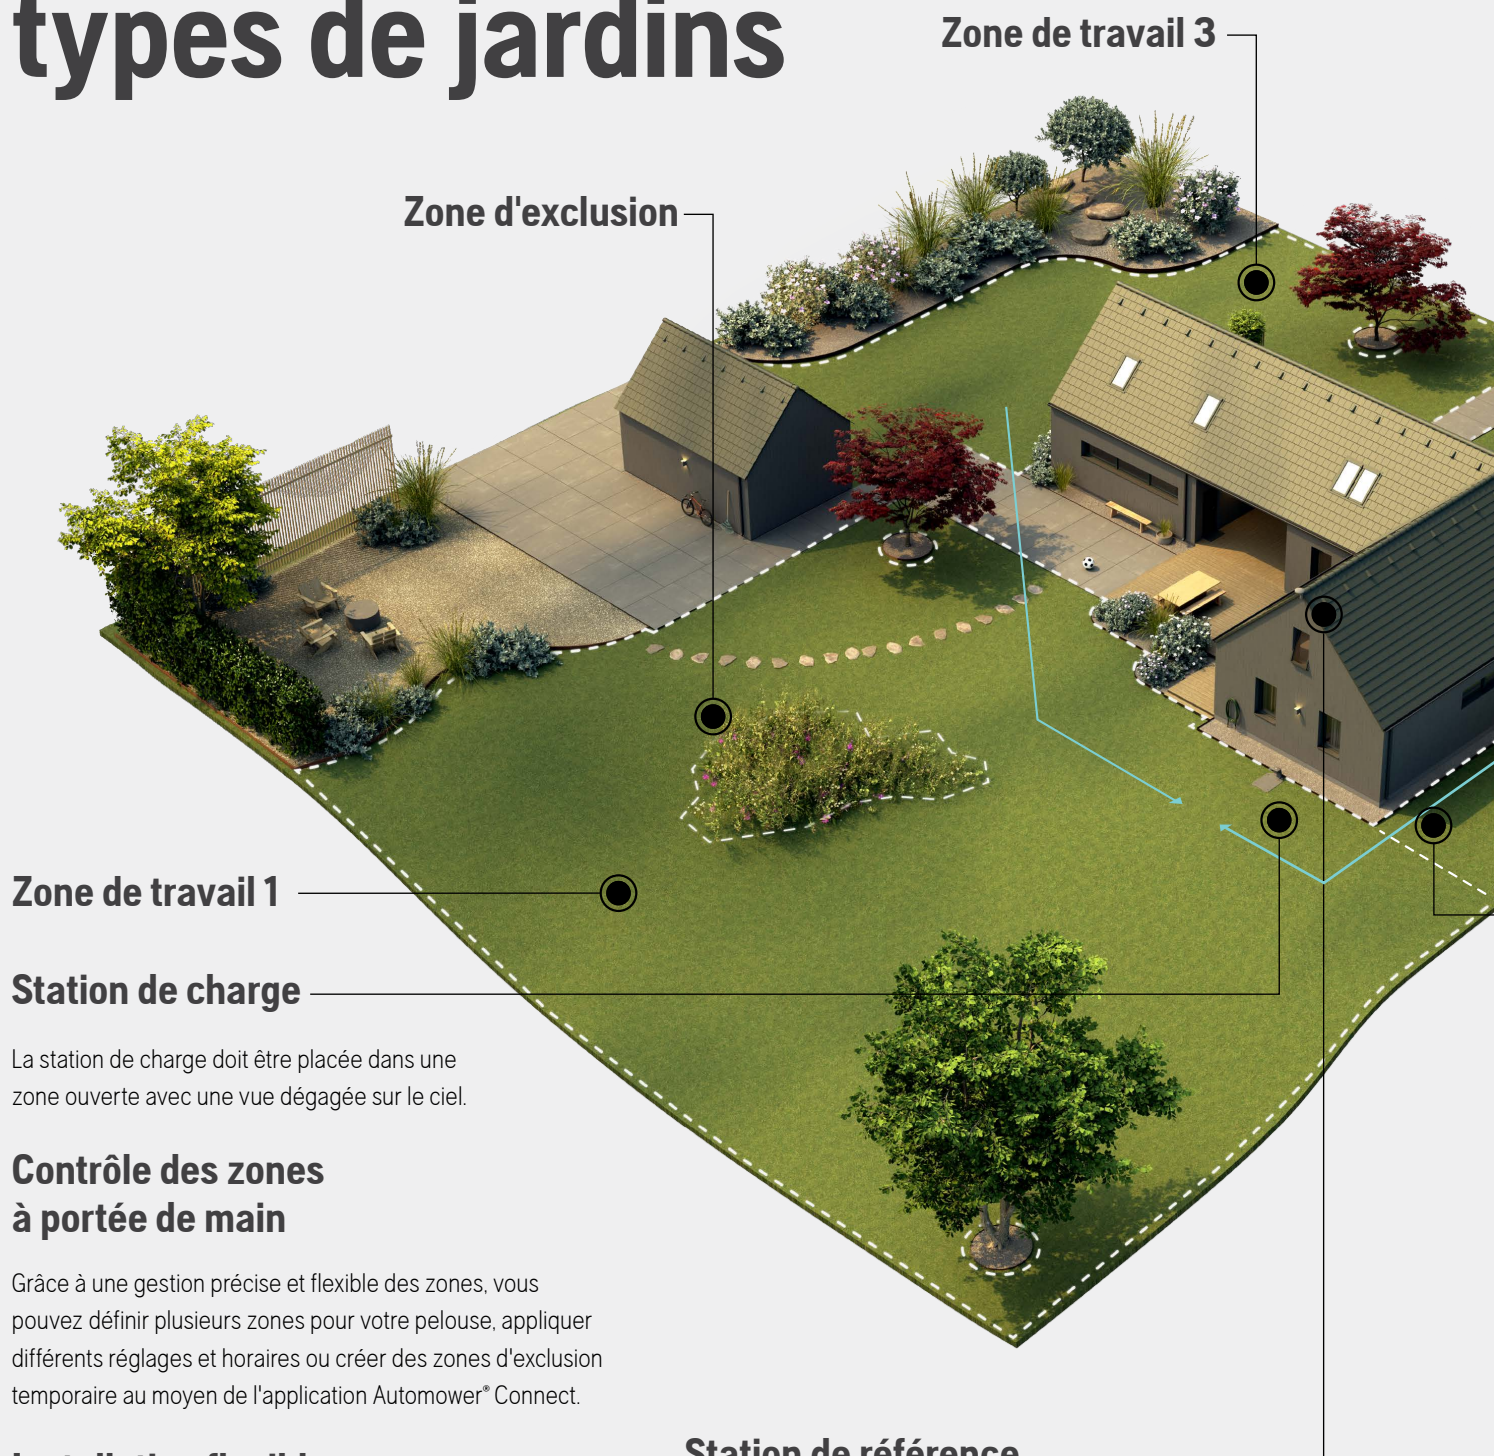 types de jardins
Zone de travail 3
Zone d'exclusion
Zone de travail 1
Station de charge
La station de charge doit être placée dans une
zone ouverte avec une vue dégagée sur le ciel.
Contrôle des zones
à portée de main
Grâce à une gestion précise et flexible des zones, vous
pouvez définir plusieurs zones pour votre pelouse, appliquer
différents réglages et horaires ou créer des zones d'exclusion
temporaire au moyen de l'application Automower® Connect.
Station de référence